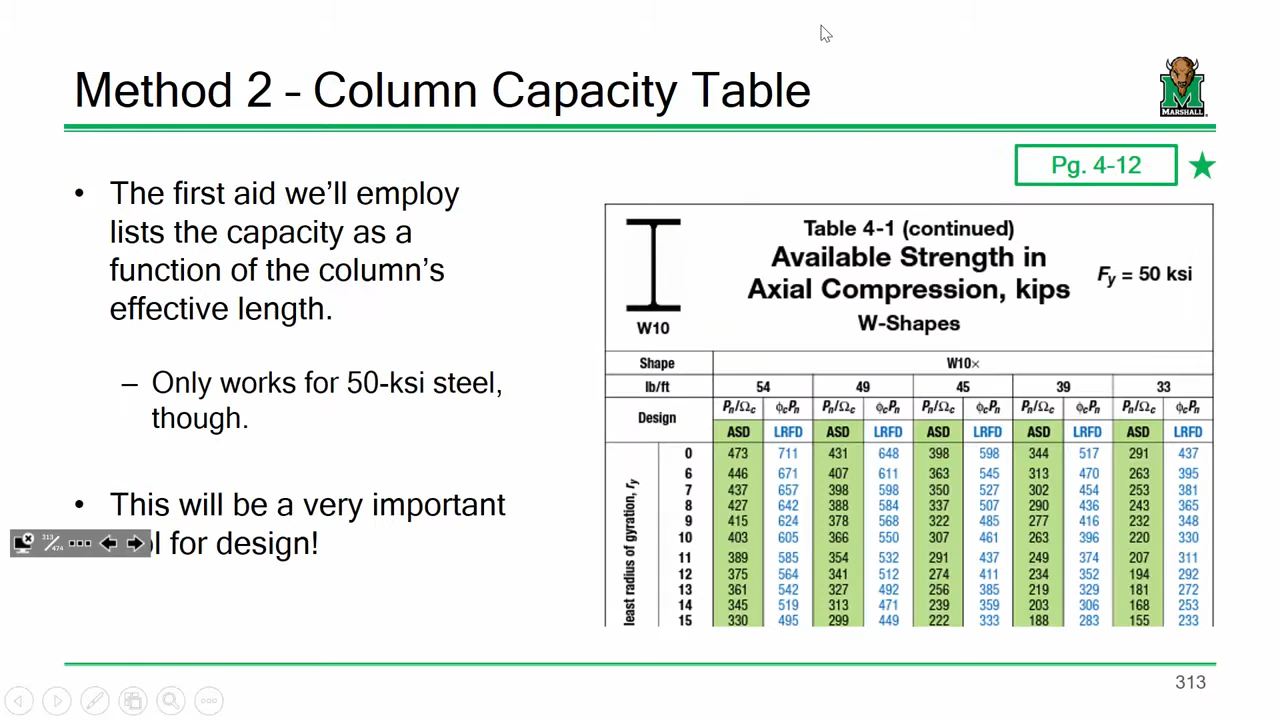 Method 2 – Column Capacity Table
MARSHALL
Pg. 4-12
• The first aid we’ll employ
lists the capacity as a
function of the column’s
effective length.
– Only works for 50-ksi steel,
though.
• This will be a very important
l for design!
313/474
W10
Table 4-1 (continued)
Available Strength in
Axial Compression, kips
W-Shapes
Fy = 50 ksi
Shape W10×
lb/ft 54 49 45 39 33
Design Pn/Ωc ϕcPn Pn/Ωc ϕcPn Pn/Ωc ϕcPn Pn/Ωc ϕcPn Pn/Ωc ϕcPn
ASD LRFD ASD LRFD ASD LRFD ASD LRFD ASD LRFD
least radius of gyration, ry
0 473 711 431 648 398 598 344 517 291 437
6 446 671 407 611 363 545 313 470 263 395
7 437 657 398 598 350 527 302 454 253 381
8 427 642 388 584 337 507 290 436 243 365
9 415 624 378 568 322 485 277 416 232 348
10 403 605 366 550 307 461 263 396 220 330
11 389 585 354 532 291 437 249 374 207 311
12 375 564 341 512 274 411 234 352 194 292
13 361 542 327 492 256 385 219 329 181 272
14 345 519 313 471 239 359 203 306 168 253
15 330 495 299 449 222 333 188 283 155 233
313